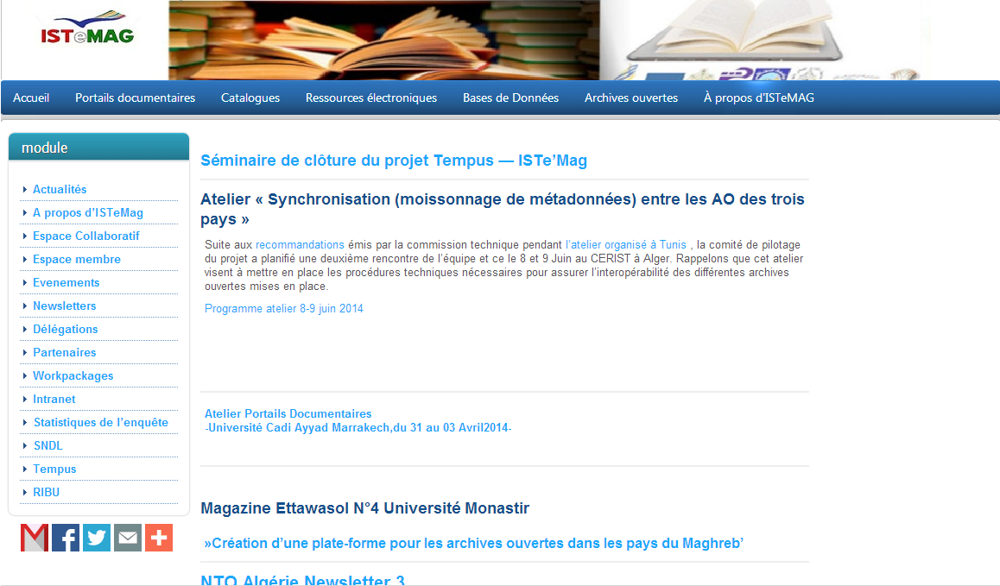 ISTeMAG
Accueil
Portails documentaires
Catalogues
Ressources électroniques
Bases de Données
Archives ouvertes
À propos d'ISTeMAG
module
Actualités
A propos d’ISTeMag
Espace Collaboratif
Espace membre
Evenements
Newsletters
Délégations
Partenaires
Workpackages
Intranet
Statistiques de l’enquête
SNDL
Tempus
RIBU
Séminaire de clôture du projet Tempus — ISTe’Mag
Atelier « Synchronisation (moissonnage de métadonnées) entre les AO des trois
pays »
Suite aux recommandations émis par la commission technique pendant l’atelier organisé à Tunis , la comité de pilotage
du projet a planifié une deuxième rencontre de l’équipe et ce le 8 et 9 Juin au CERIST à Alger. Rappelons que cet atelier
visent à mettre en place les procédures techniques nécessaires pour assurer l’interopérabilité des différentes archives
ouvertes mises en place.
Programme atelier 8-9 juin 2014
Atelier Portails Documentaires
-Université Cadi Ayyad Marrakech,du 31 au 03 Avril2014-
Magazine Ettawasol N°4 Université Monastir
»Création d’une plate-forme pour les archives ouvertes dans les pays du Maghreb’
NTO Algérie Newsletter 3